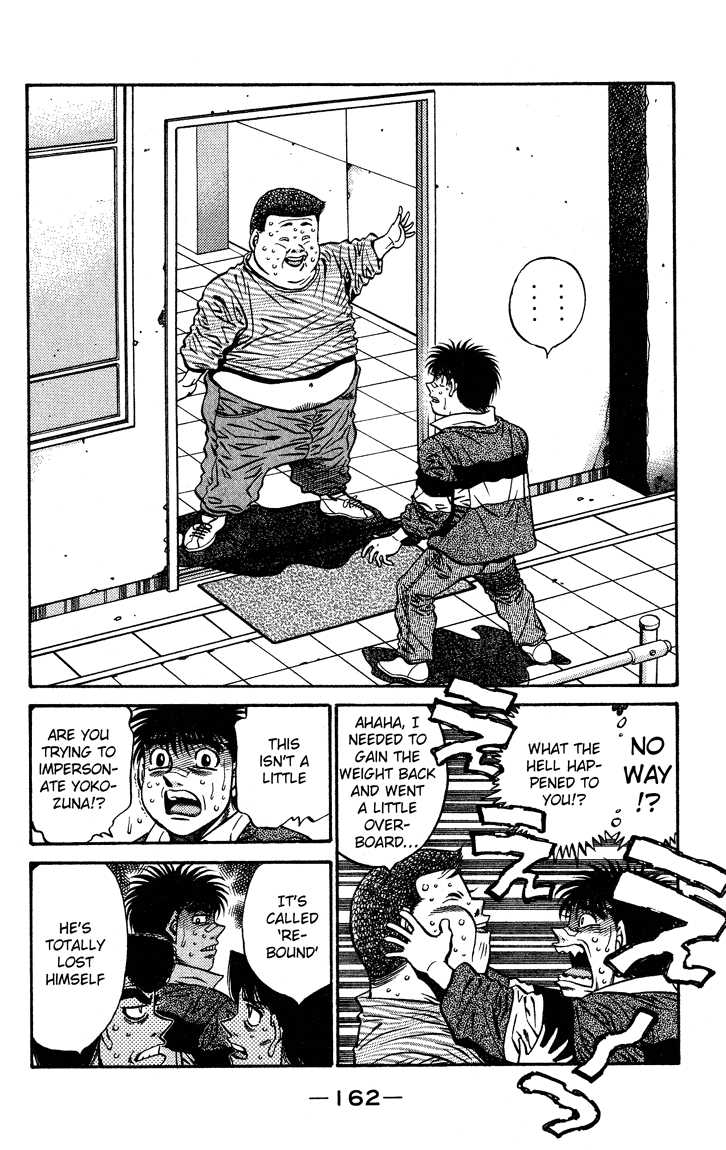 NO
WAY
!?
WHAT THE
HELL HAP-
PENED TO
YOU!?
AHAHA, I
NEEDED TO
GAIN THE
WEIGHT BACK
AND WENT
A LITTLE
OVER-
BOARD...
THIS
ISN'T A
LITTLE
ARE YOU
TRYING TO
IMPERSON-
ATE YOKO-
ZUNA!?
IT'S
CALLED
'RE-
BOUND'
HE'S
TOTALLY
LOST
HIMSELF
—162—